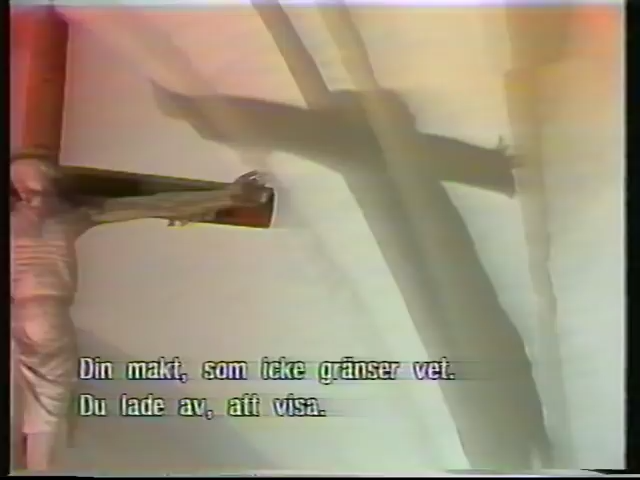 Din makt, som icke gränser vet.
Du lade av, att visa.